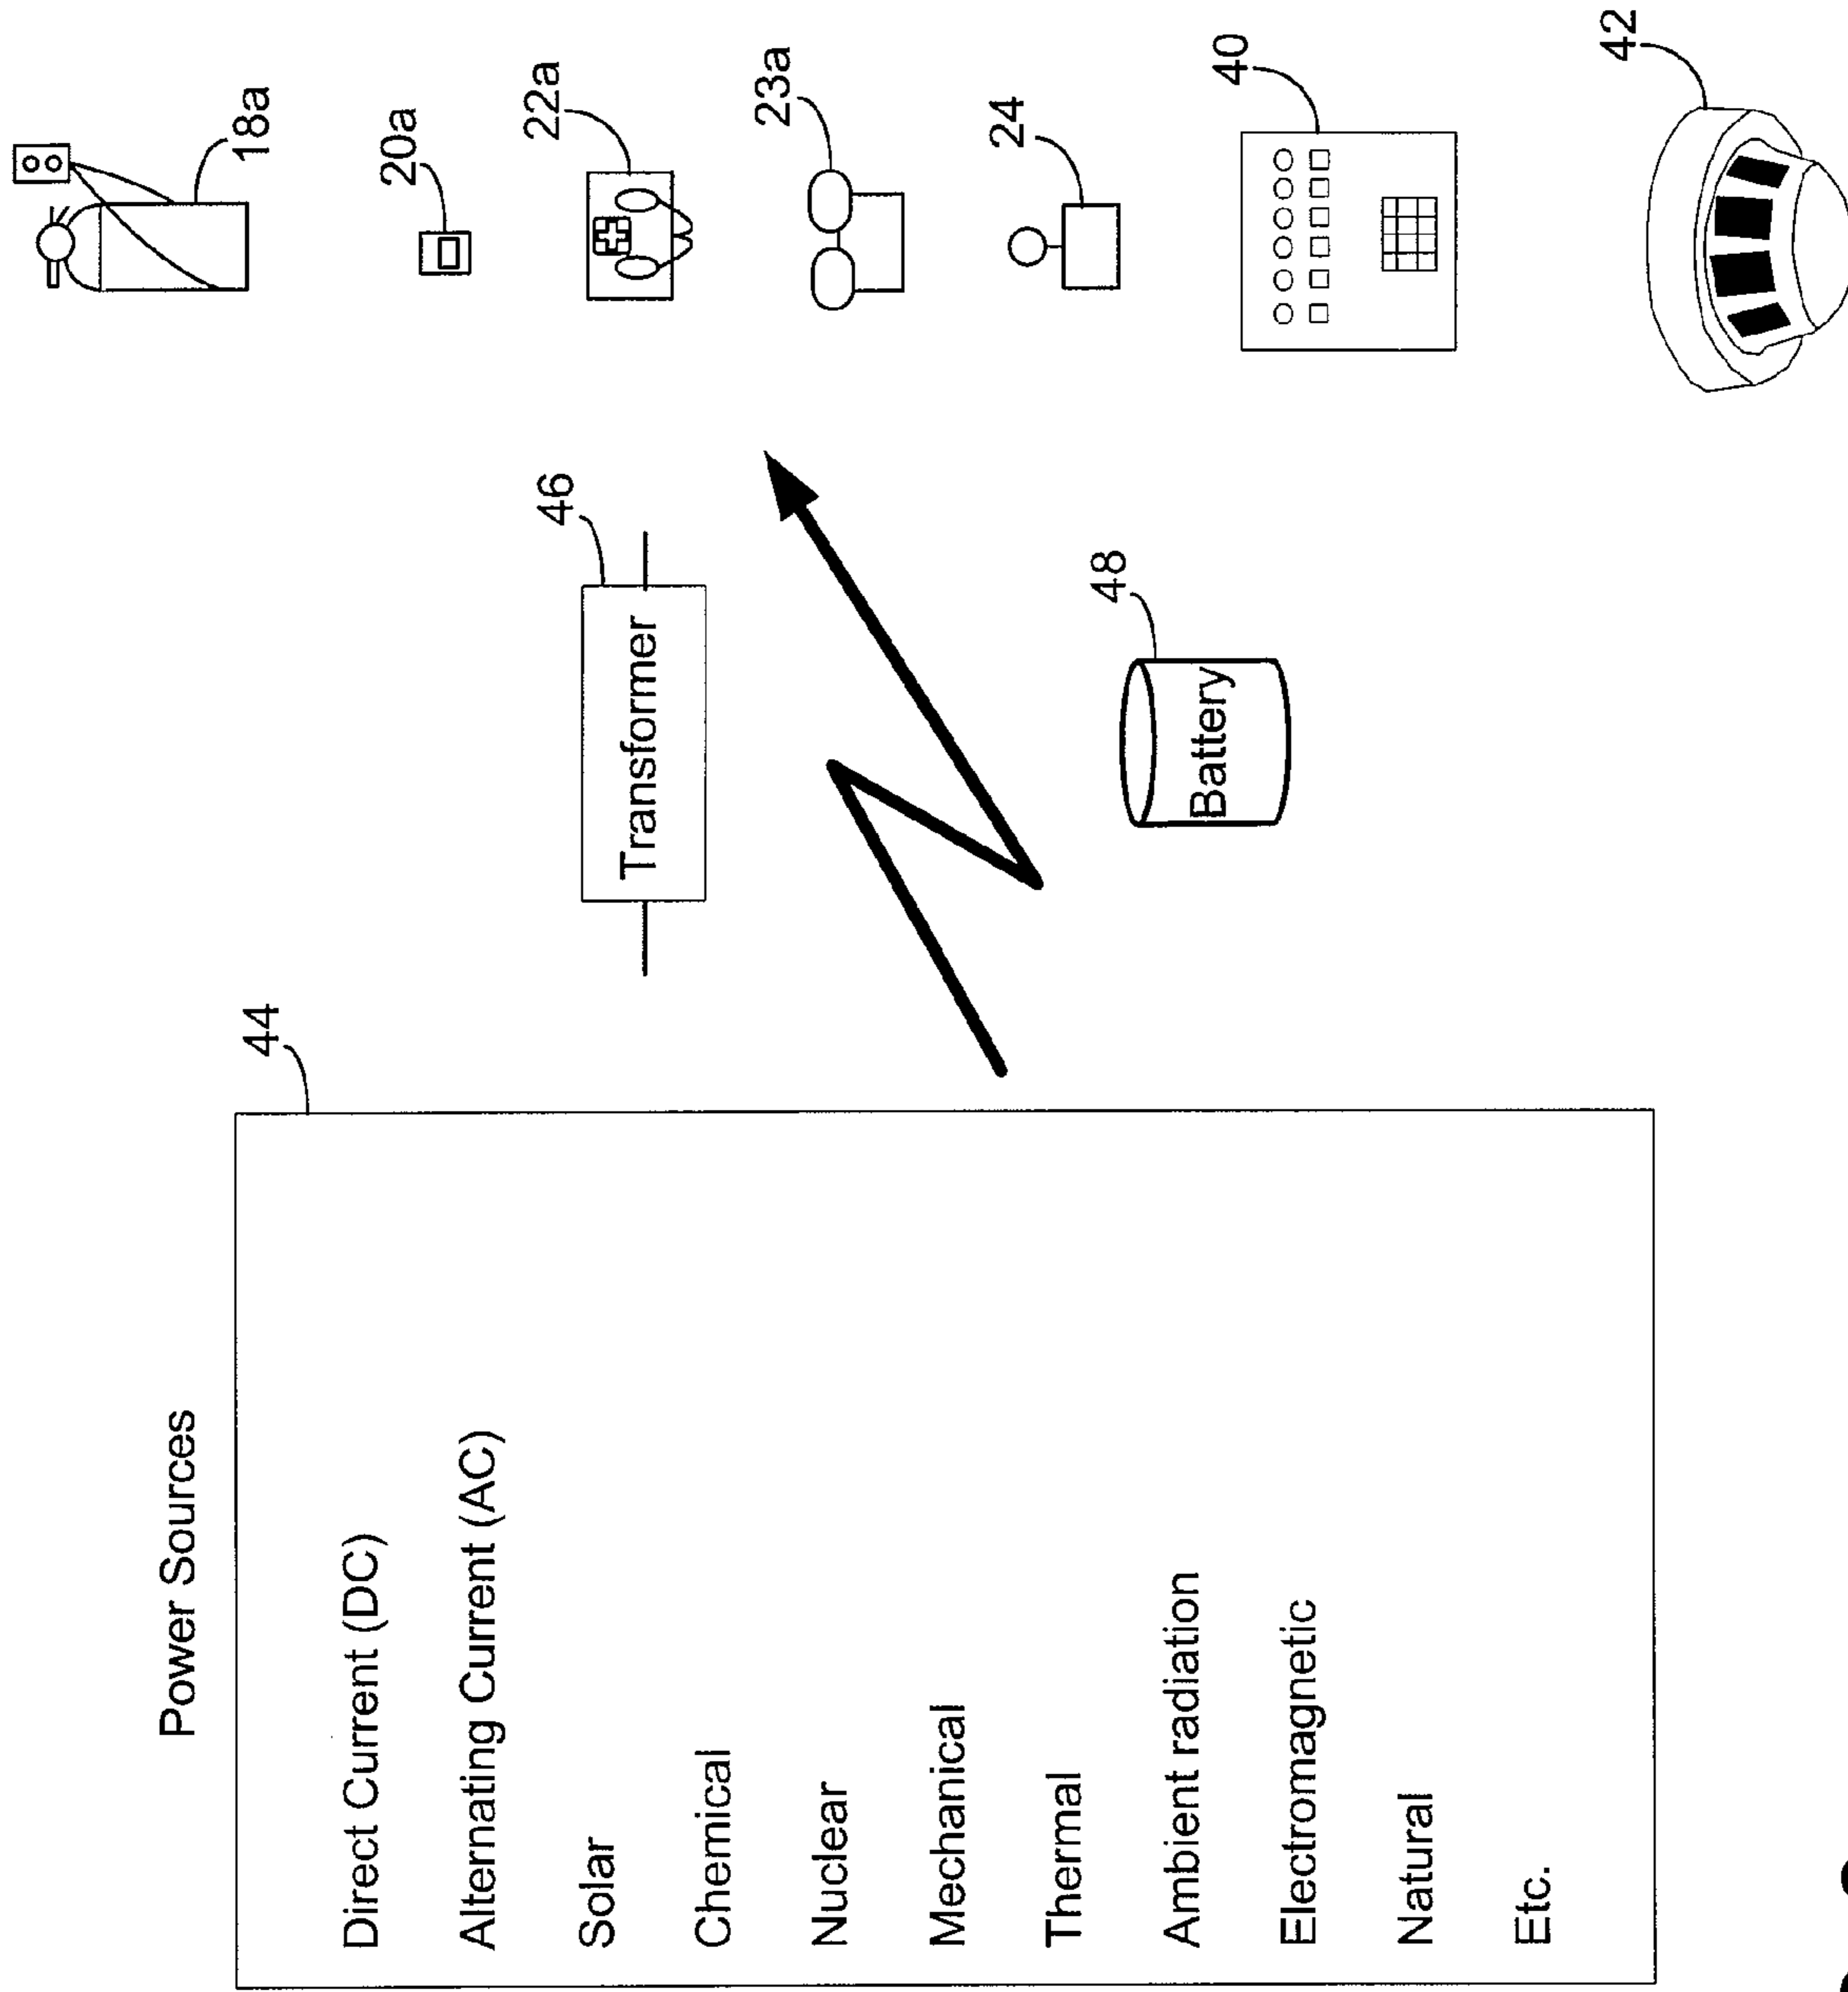 Power Sources
44
Direct Current (DC)
Alternating Current (AC)
Solar
Chemical
Nuclear
Mechanical
Thermal
Ambient radiation
Electromagnetic
Natural
Etc.
46
Transformer
48
Battery
18a
20a
22a
23a
24
40
42